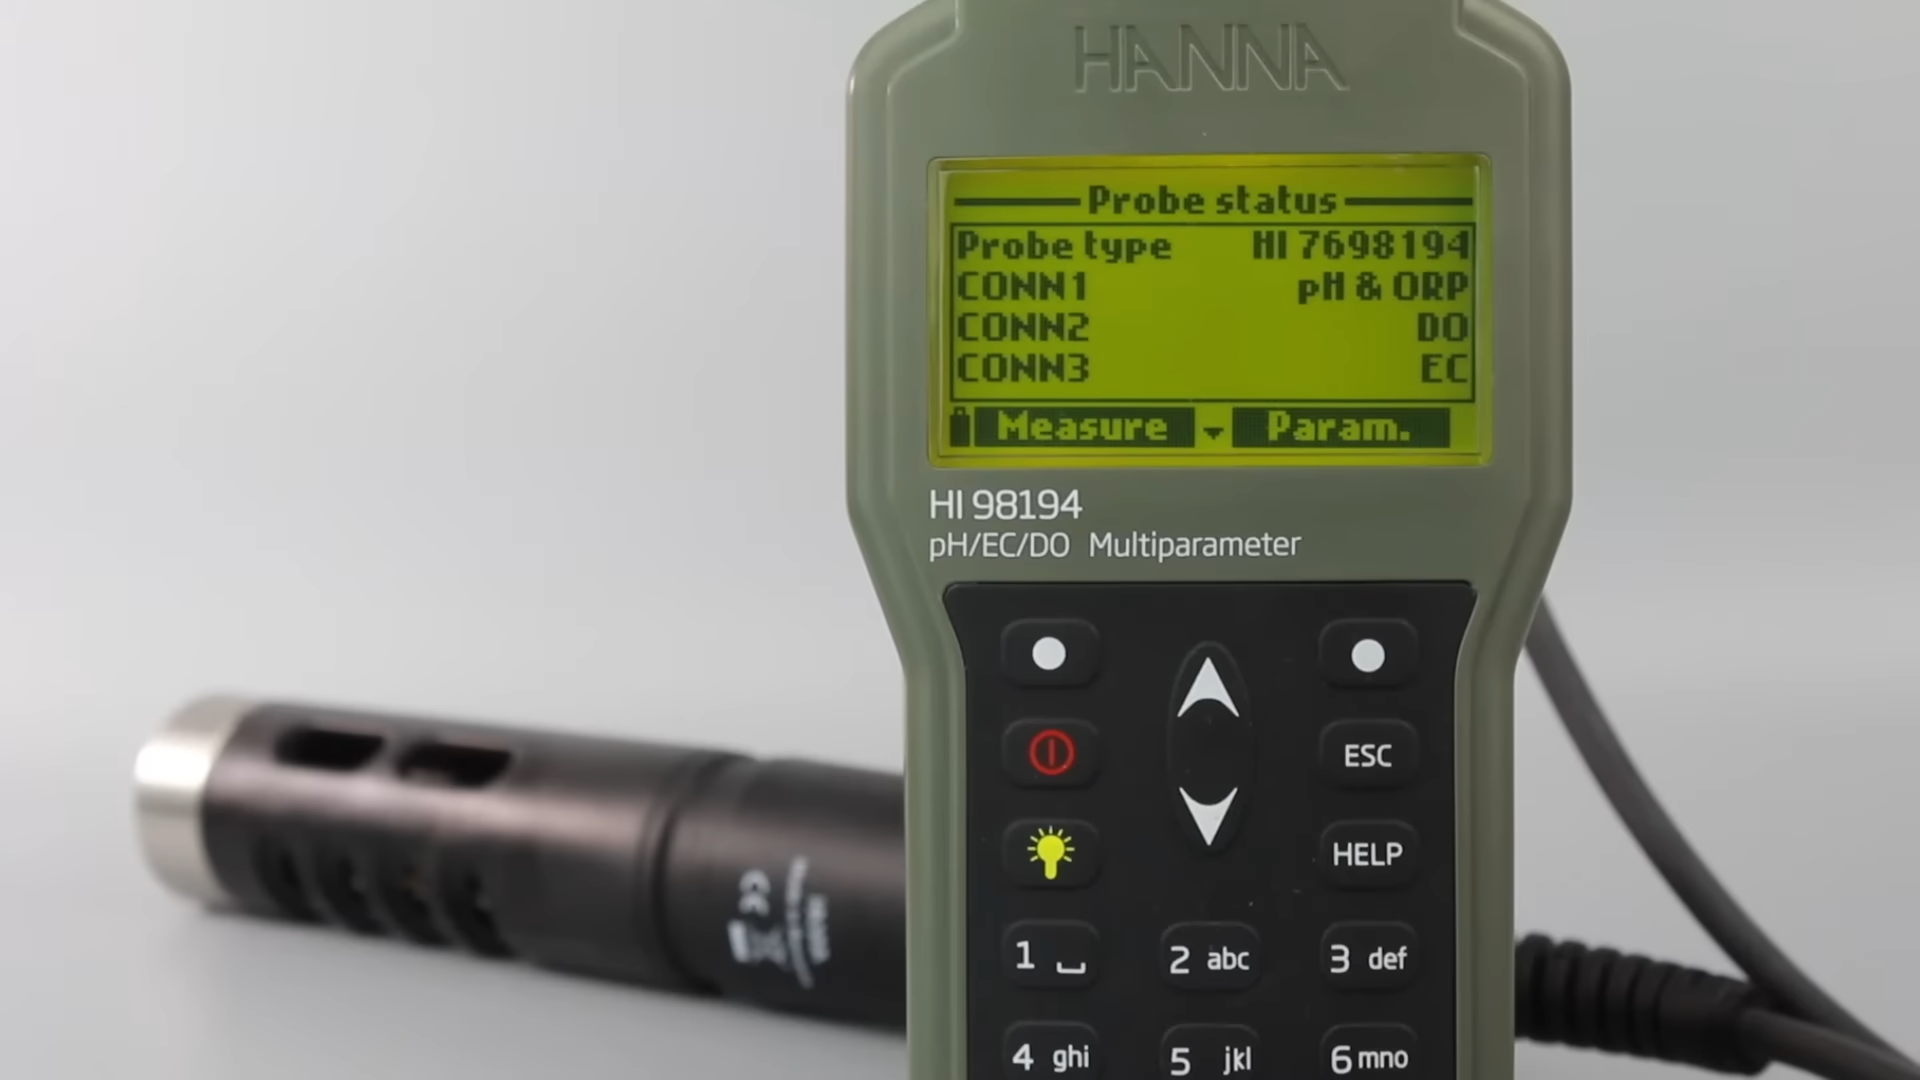 HANNA
Probe status
Probe type HI 7698194
CONN1 pH & ORP
CONN2 DO
CONN3 EC
Measure Param.
HI 98194
pH/EC/DO Multiparameter
ESC
HELP
1 2 abc 3 def
4 ghi 5 jkl 6 mno
CE